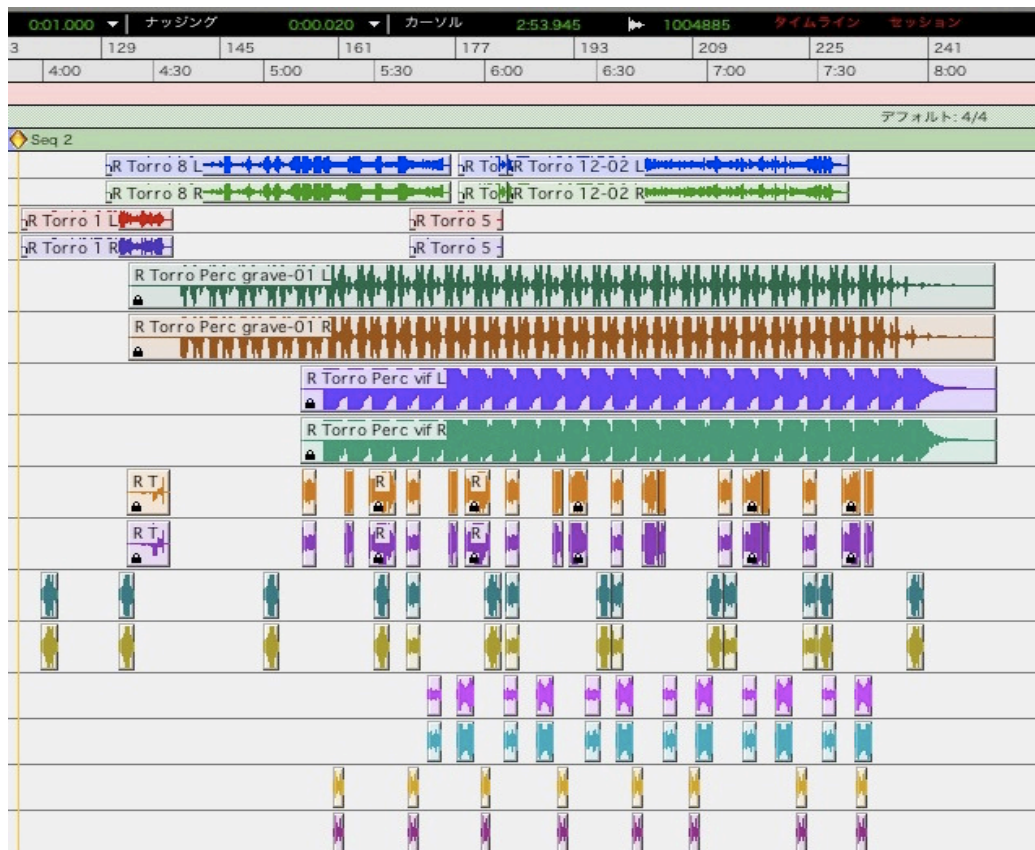 0:01.000 ナッジング 0:00.020 カーソル 2:53.945 1004885 タイムライン セッション
3 129 145 161 177 193 209 225 241
4:00 4:30 5:00 5:30 6:00 6:30 7:00 7:30 8:00
デフォルト: 4/4
Seq 2
R Torro 8 L R To R Torro 12-02 L
R Torro 8 R R To R Torro 12-02 R
R Torro 1 L R Torro 5
R Torro 1 R R Torro 5
R Torro Perc grave-01 L
R Torro Perc grave-01 R
R Torro Perc vif L
R Torro Perc vif R
R T R R
R T R R